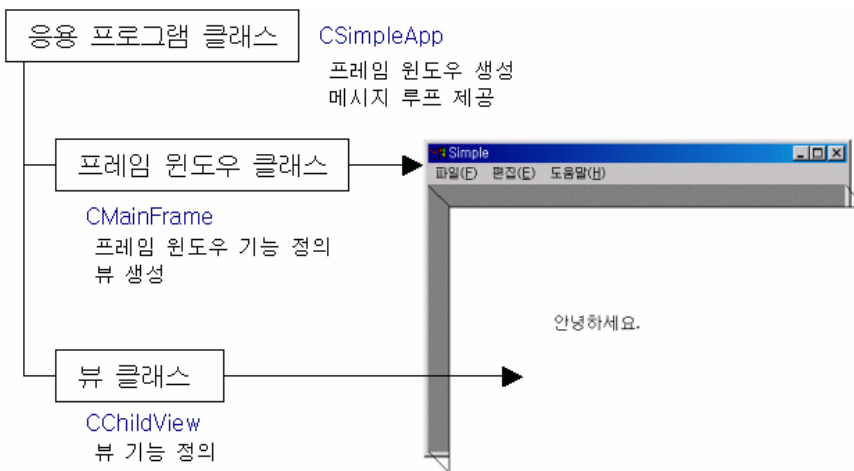 응용 프로그램 클래스
CSimpleApp
프레임 윈도우 생성
메시지 루프 제공
프레임 윈도우 클래스
CMainFrame
프레임 윈도우 기능 정의
뷰 생성
Simple
파일(F) 편집(E) 도움말(H)
안녕하세요.
뷰 클래스
CChildView
뷰 기능 정의